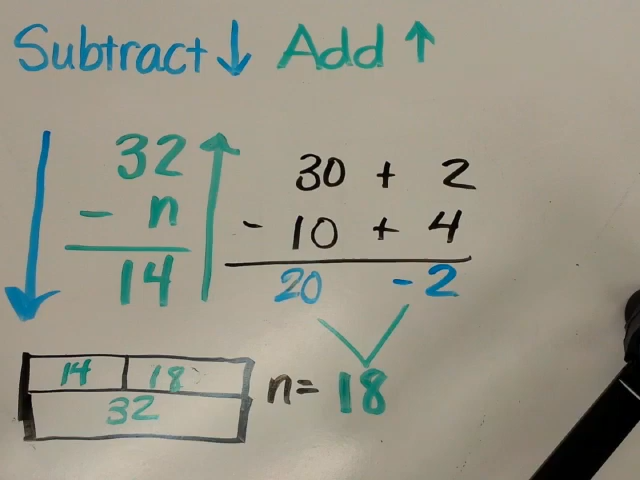 Subtract ↓ Add ↑
32
- n
14
30 + 2
- 10 + 4
20 - 2
14 18
32
n = 18